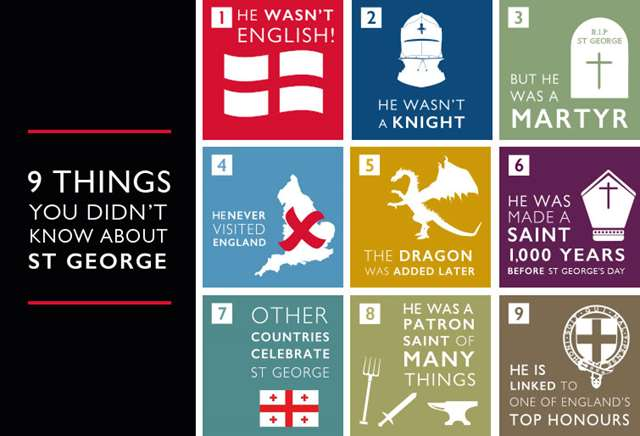 9 THINGS
YOU DIDN'T
KNOW ABOUT
ST GEORGE
1
HE WASN'T
ENGLISH!
2
HE WASN'T
A KNIGHT
3
R.I.P
ST GEORGE
BUT HE
WAS A
MARTYR
4
HE NEVER
VISITED
ENGLAND
5
THE DRAGON
WAS ADDED LATER
6
HE WAS
MADE A
SAINT
1,000 YEARS
BEFORE ST GEORGE'S DAY
7
OTHER
COUNTRIES
CELEBRATE
ST GEORGE
8
HE WAS A
PATRON
SAINT OF
MANY
THINGS
9
HE IS
LINKED TO
ONE OF ENGLAND'S
TOP HONOURS